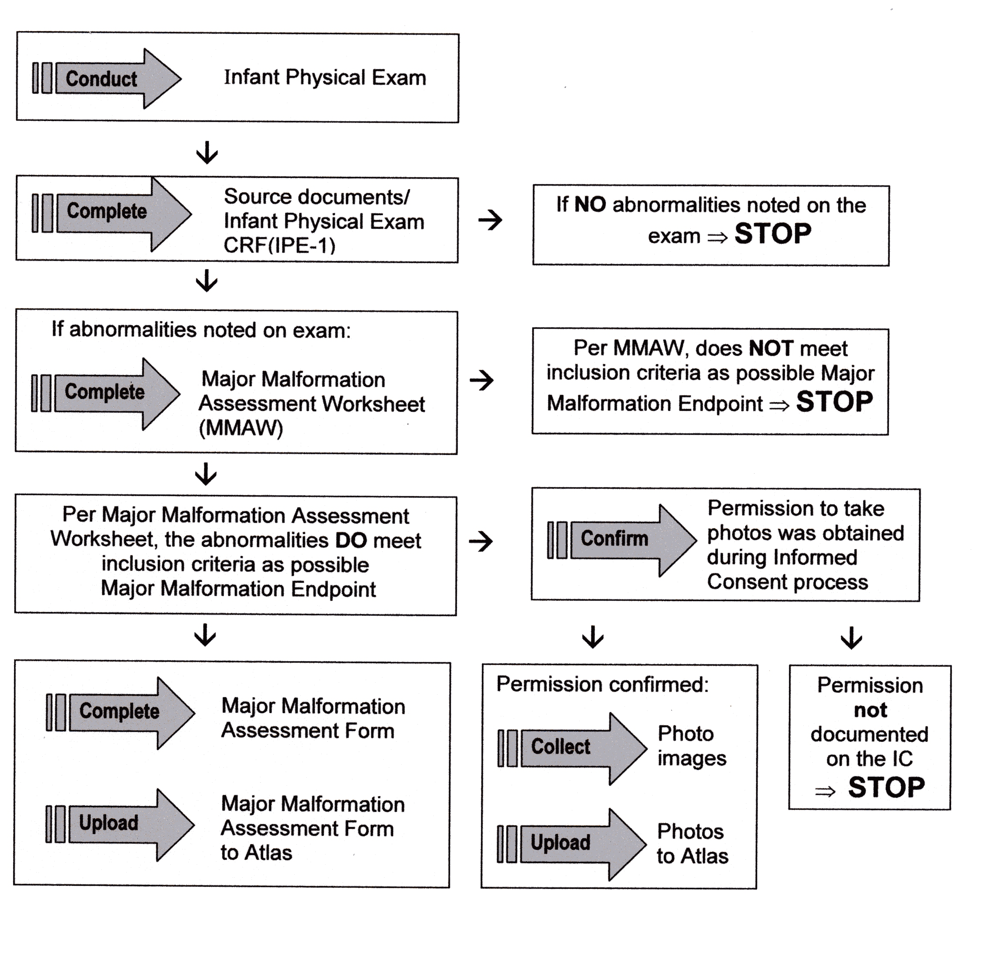 Conduct
Infant Physical Exam
Complete
Source documents/
Infant Physical Exam
CRF(IPE-1)
If NO abnormalities noted on the
exam ⇒ STOP
If abnormalities noted on exam:
Complete
Major Malformation
Assessment Worksheet
(MMAW)
Per MMAW, does NOT meet
inclusion criteria as possible Major
Malformation Endpoint ⇒ STOP
Per Major Malformation Assessment
Worksheet, the abnormalities DO meet
inclusion criteria as possible
Major Malformation Endpoint
Confirm
Permission to take
photos was obtained
during Informed
Consent process
Complete
Major Malformation
Assessment Form
Upload
Major Malformation
Assessment Form
to Atlas
Permission confirmed:
Collect
Photo
images
Upload
Photos
to Atlas
Permission
not
documented
on the IC
⇒ STOP